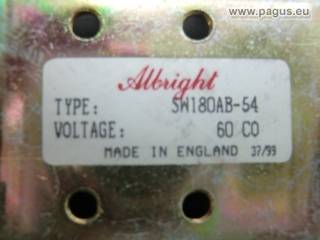 © www.pagus.eu
Albright
TYPE: SW180AB-54
VOLTAGE: 60 CO
MADE IN ENGLAND 37/99